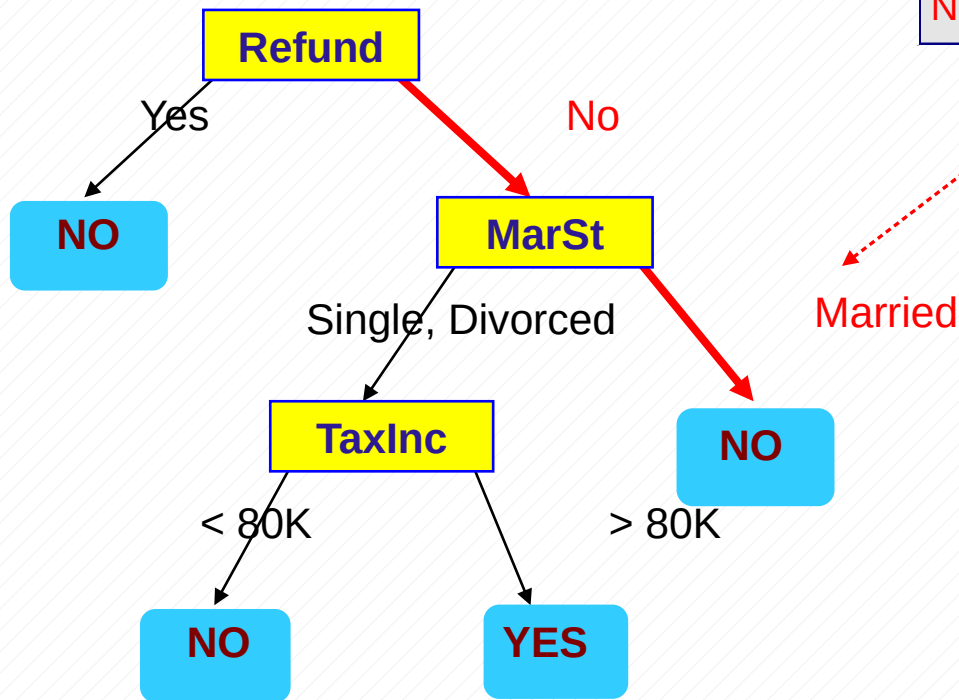 Refund
Yes
No
NO
MarSt
Single, Divorced
Married
TaxInc
NO
< 80K
> 80K
NO
YES